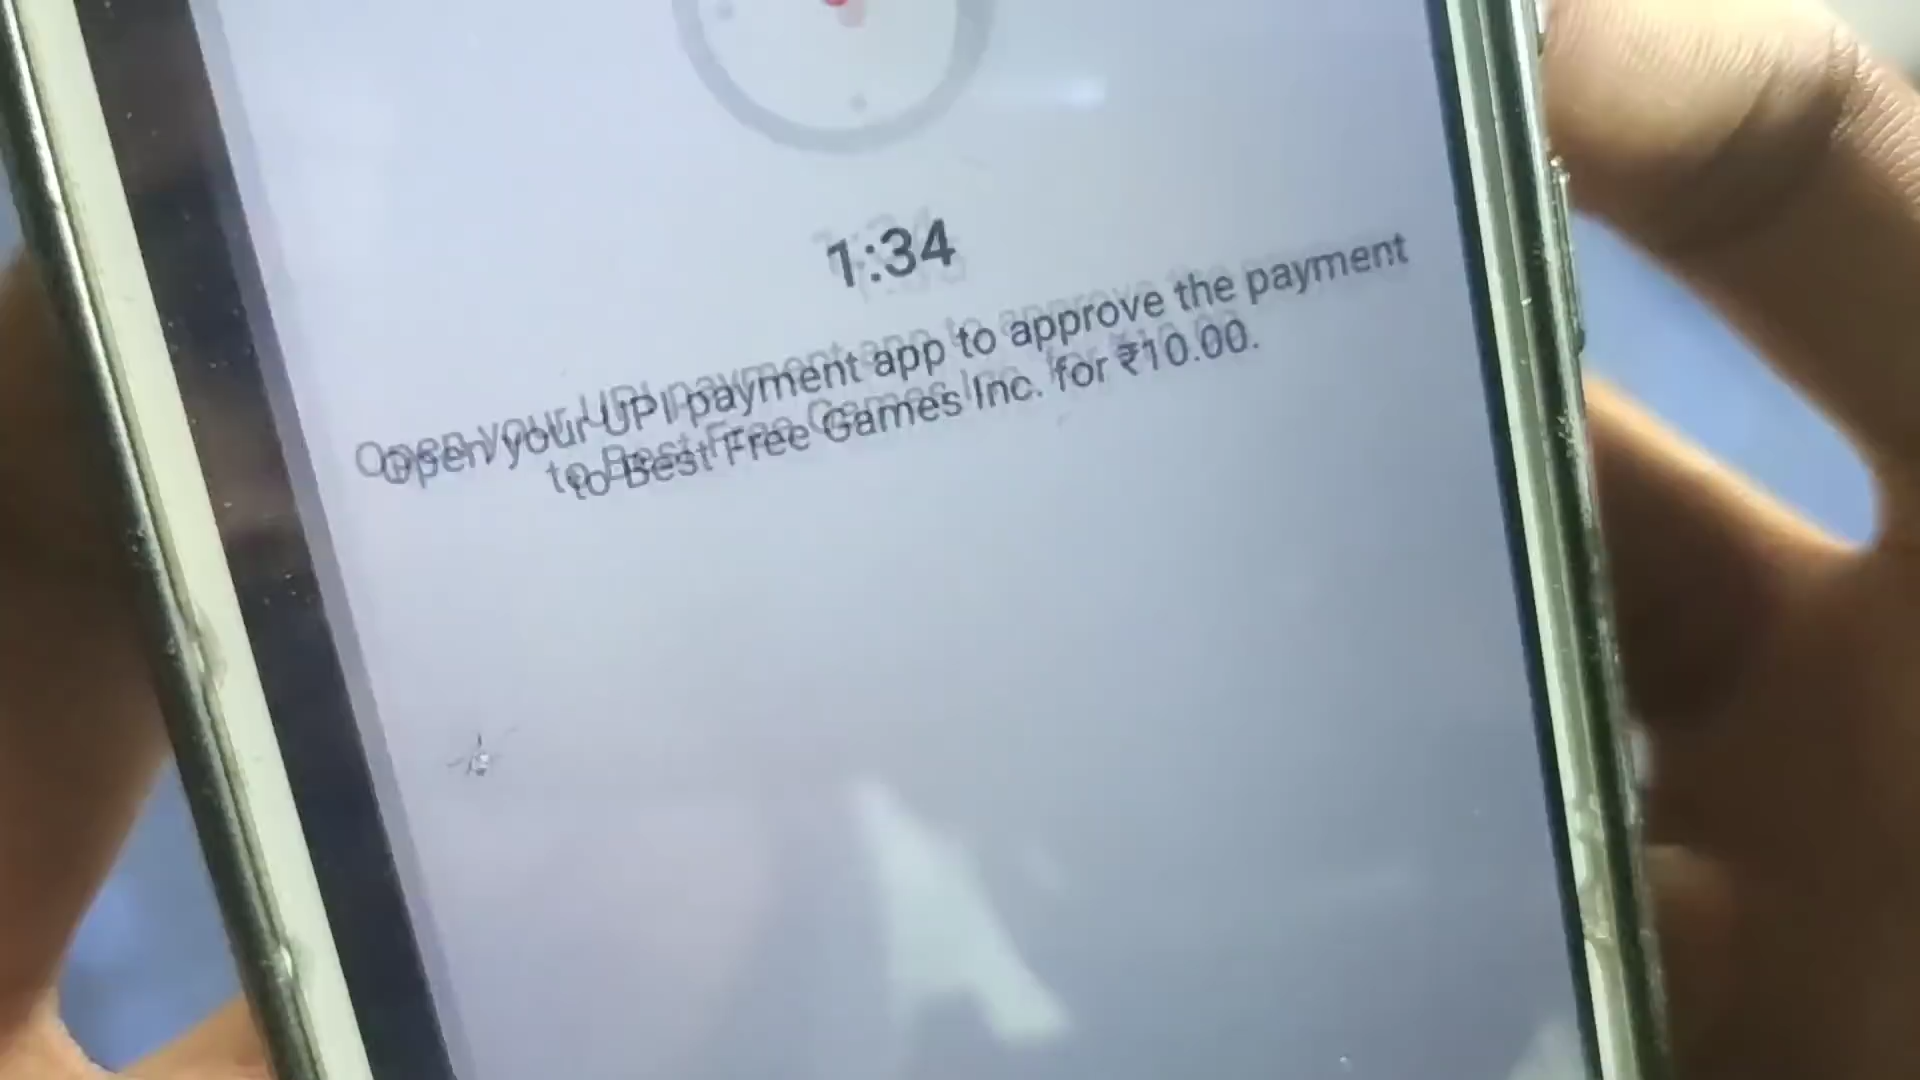 1:34
Open your UPI payment app to approve the payment
to Best Free Games Inc. for ₹10.00.